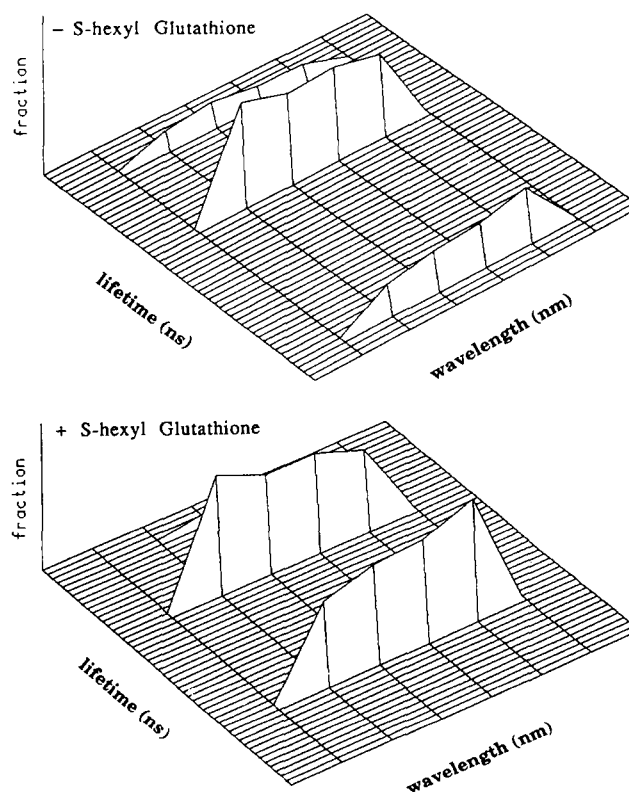 – S-hexyl Glutathione
fraction
lifetime (ns)
wavelength (nm)
+ S-hexyl Glutathione
fraction
lifetime (ns)
wavelength (nm)